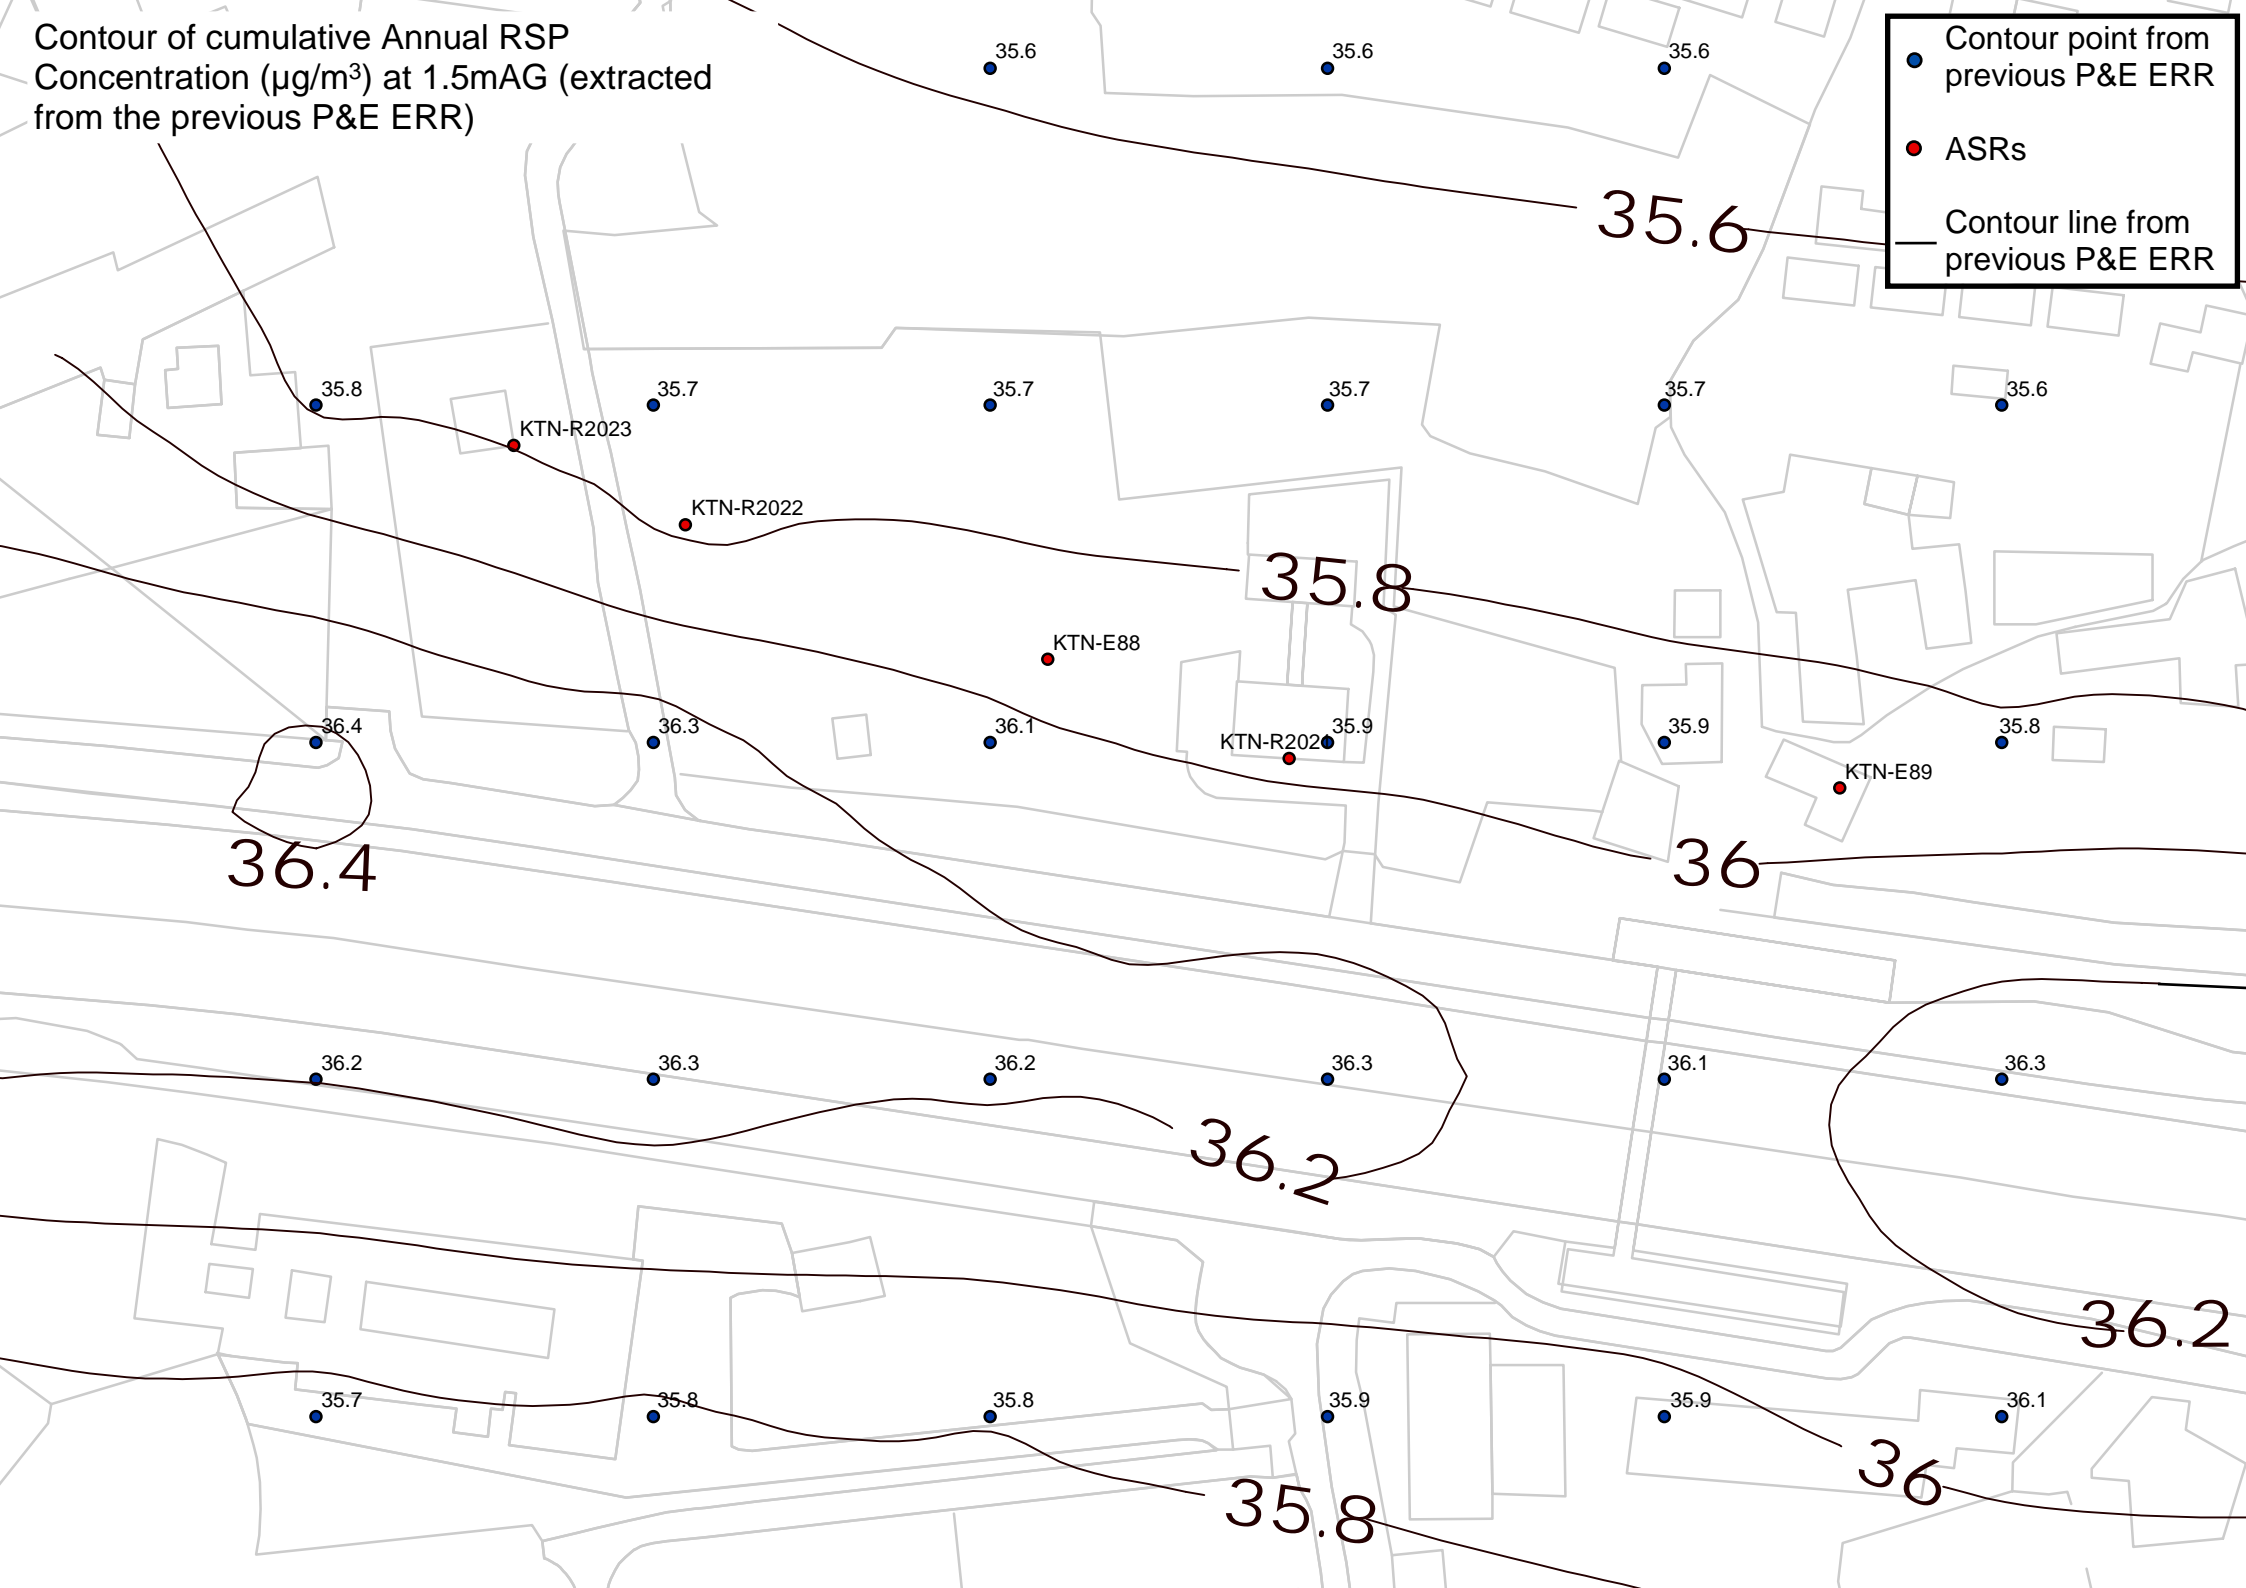 Contour of cumulative Annual RSP
Concentration (µg/m³) at 1.5mAG (extracted
from the previous P&E ERR)
Contour point from
previous P&E ERR
ASRs
Contour line from
previous P&E ERR
35.6
35.6
35.6
35.6
35.8
35.7
35.7
35.7
35.7
35.6
KTN-R2023
KTN-R2022
35.8
KTN-E88
36.4
36.3
36.1
KTN-R2021
35.9
35.9
35.8
KTN-E89
36.4
36
36.2
36.3
36.2
36.3
36.1
36.3
36.2
36.2
35.7
35.8
35.8
35.9
35.9
36.1
36
35.8